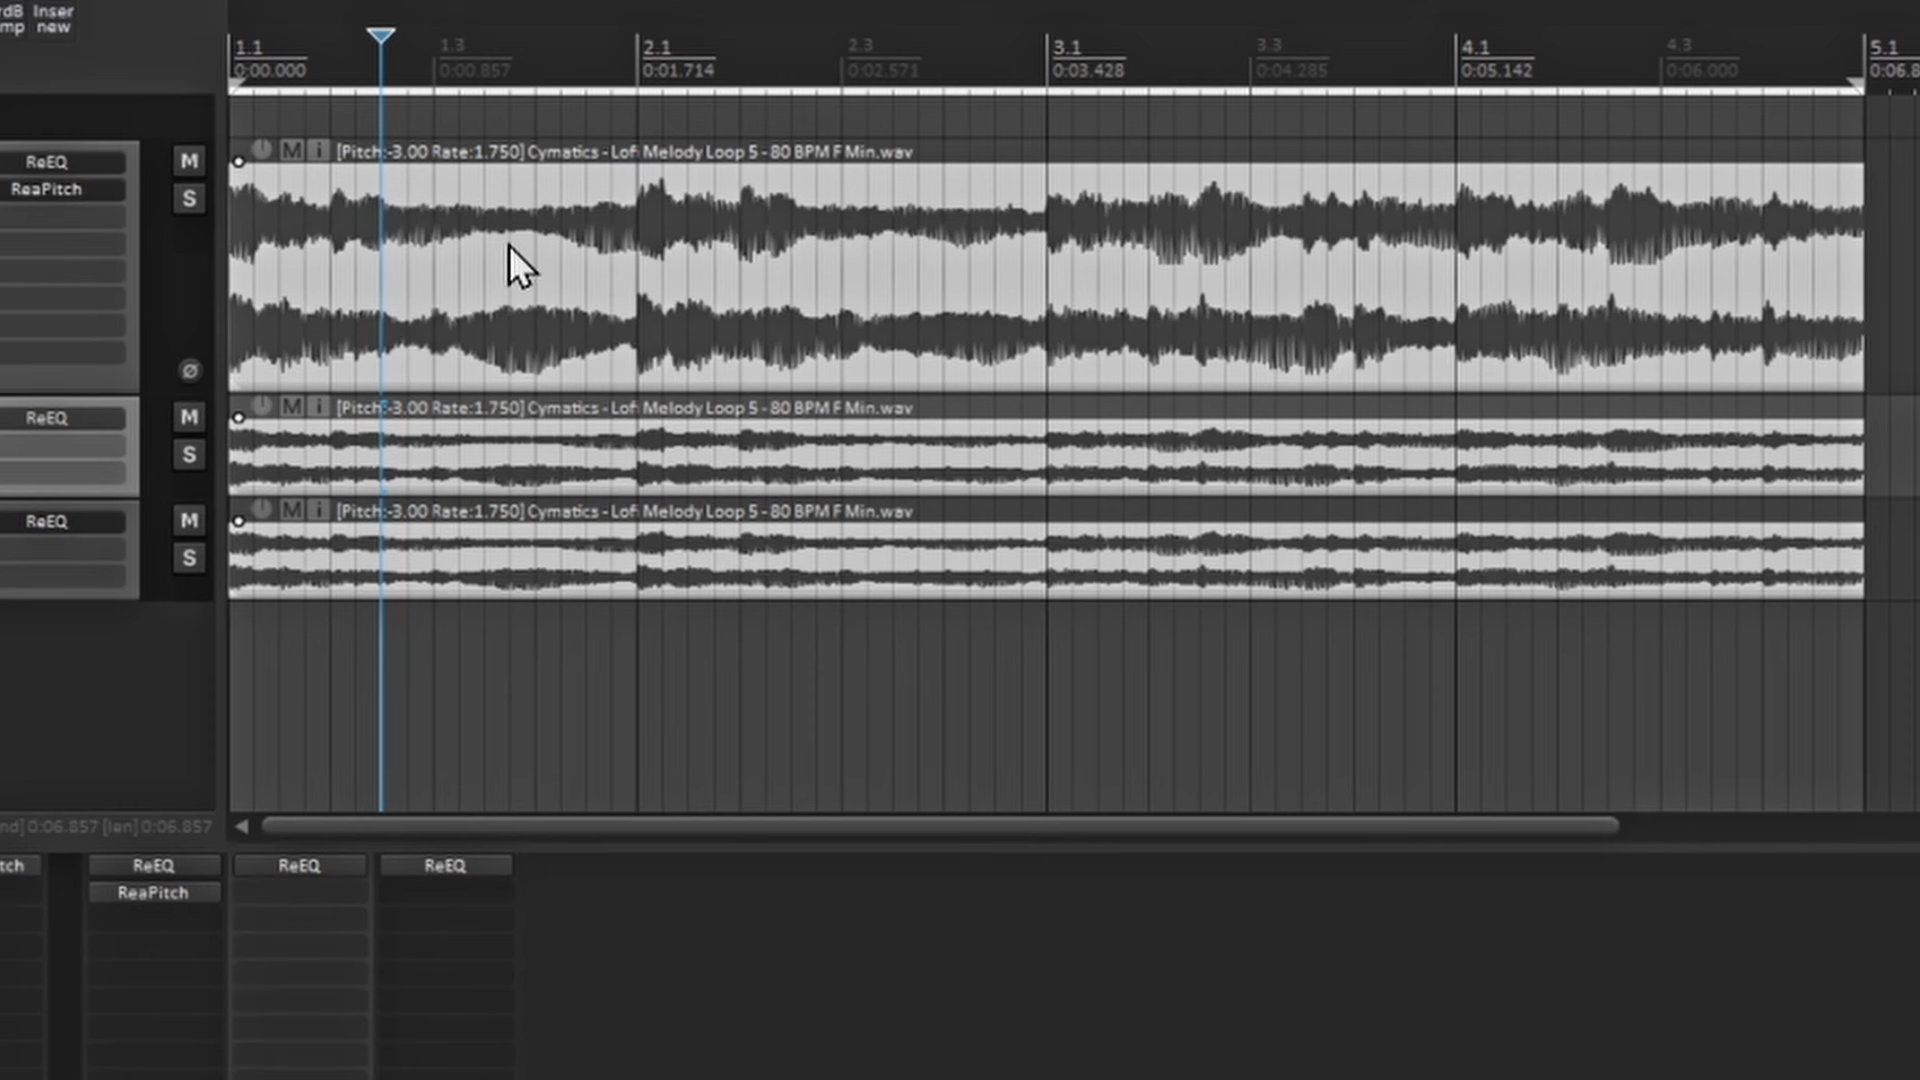 rdB Inser
mp new
1.1 1.3 2.1 2.3 3.1 3.3 4.1 4.3 5.1
0:00.000 0:00.857 0:01.714 0:02.571 0:03.428 0:04.285 0:05.142 0:06.000 0:06.8
M i [Pitch:-3.00 Rate:1.750] Cymatics - Lofi Melody Loop 5 - 80 BPM F Min.wav
ReEQ M
ReaPitch S
M i [Pitch:-3.00 Rate:1.750] Cymatics - Lofi Melody Loop 5 - 80 BPM F Min.wav
ReEQ M
S
M i [Pitch:-3.00 Rate:1.750] Cymatics - Lofi Melody Loop 5 - 80 BPM F Min.wav
ReEQ M
S
nd] 0:06.857 [len] 0:06.857
tch ReEQ ReEQ ReEQ
ReaPitch